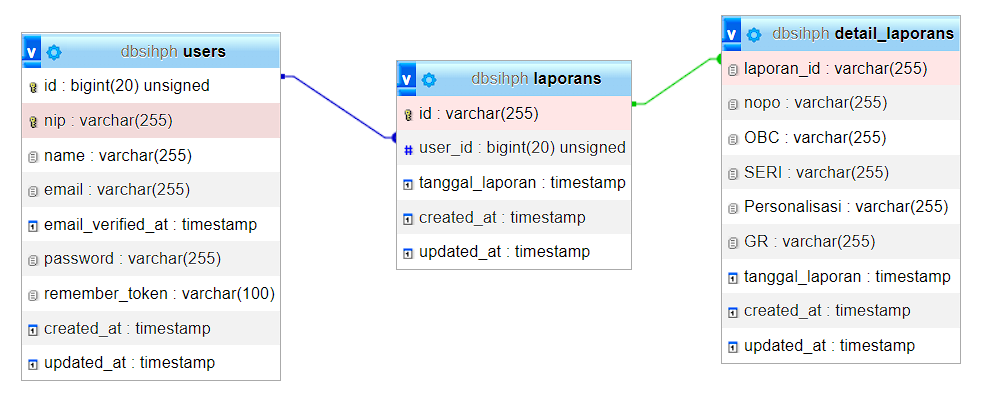 v dbsihph users
id : bigint(20) unsigned
nip : varchar(255)
name : varchar(255)
email : varchar(255)
email_verified_at : timestamp
password : varchar(255)
remember_token : varchar(100)
created_at : timestamp
updated_at : timestamp
v dbsihph laporans
id : varchar(255)
# user_id : bigint(20) unsigned
tanggal_laporan : timestamp
created_at : timestamp
updated_at : timestamp
v dbsihph detail_laporans
laporan_id : varchar(255)
nopo : varchar(255)
OBC : varchar(255)
SERI : varchar(255)
Personalisasi : varchar(255)
GR : varchar(255)
tanggal_laporan : timestamp
created_at : timestamp
updated_at : timestamp